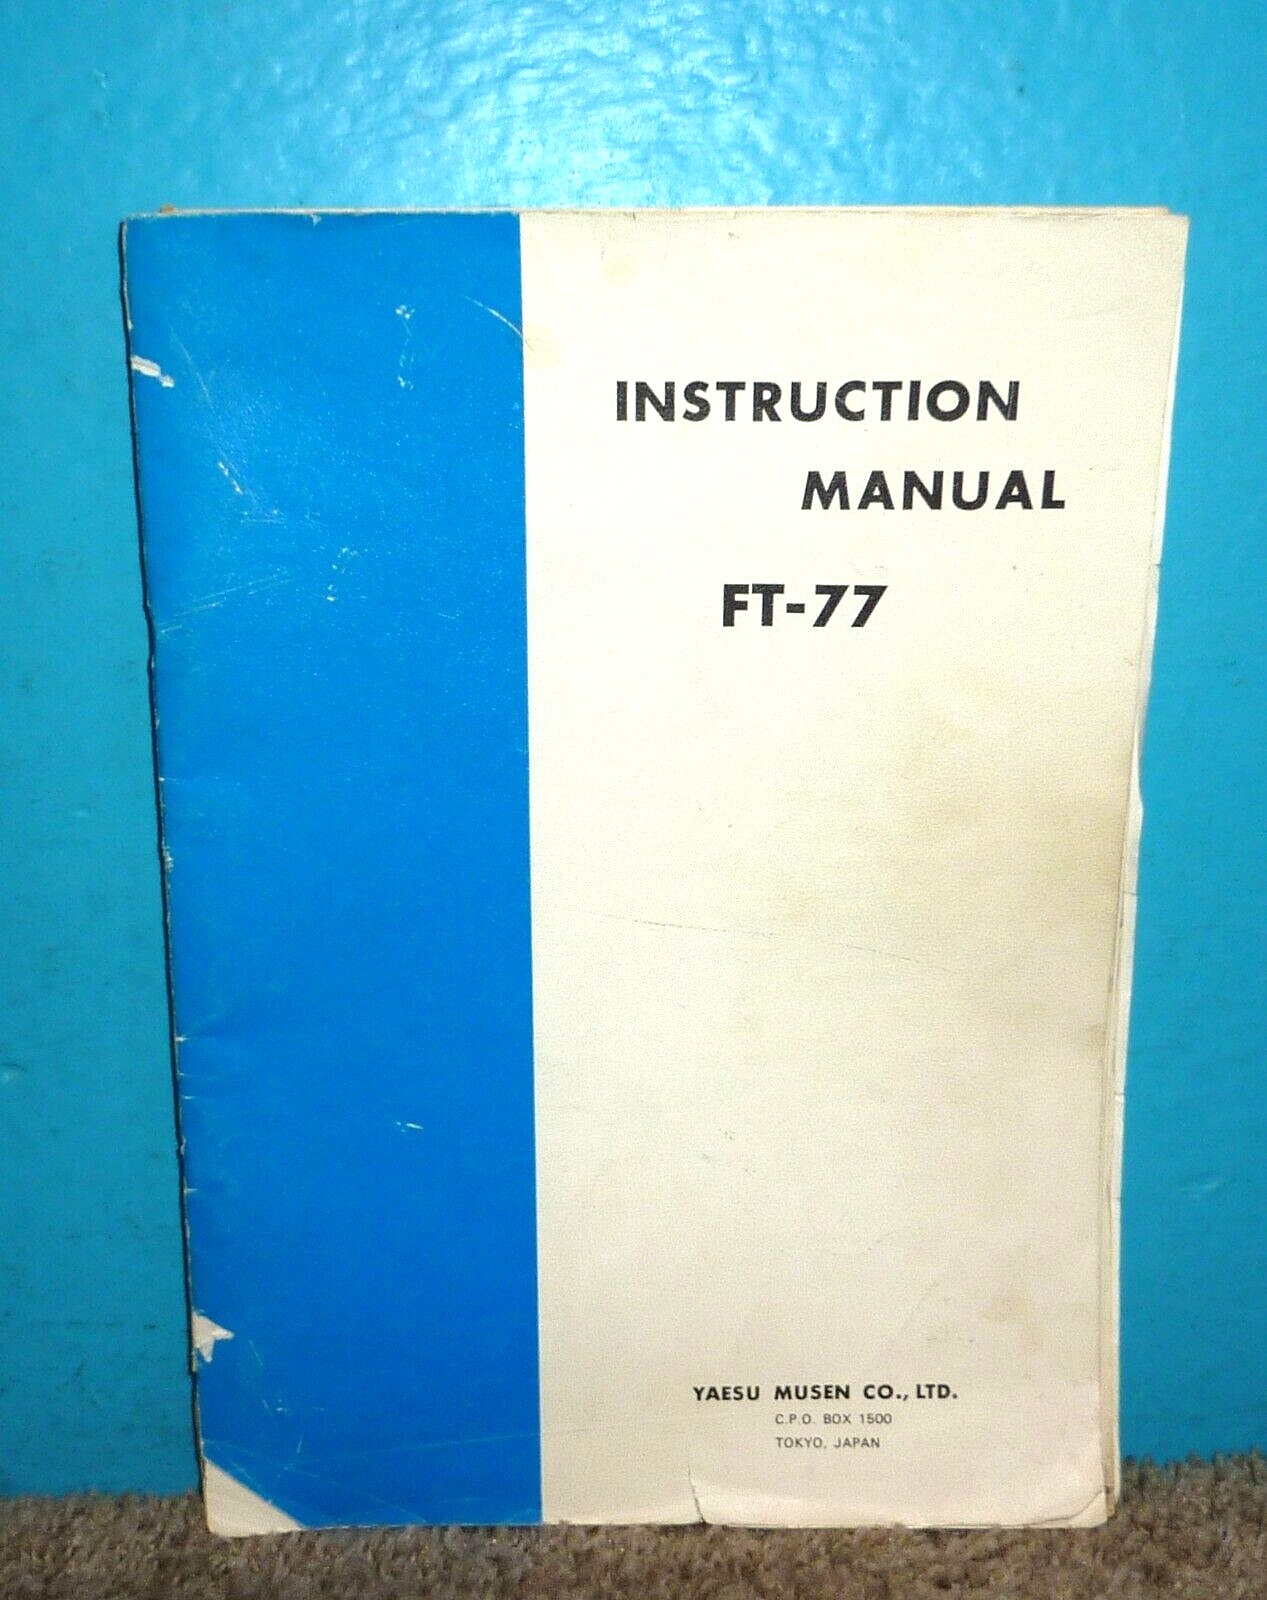 INSTRUCTION
MANUAL
FT-77
YAESU MUSEN CO., LTD.
C.P.O. BOX 1500
TOKYO, JAPAN